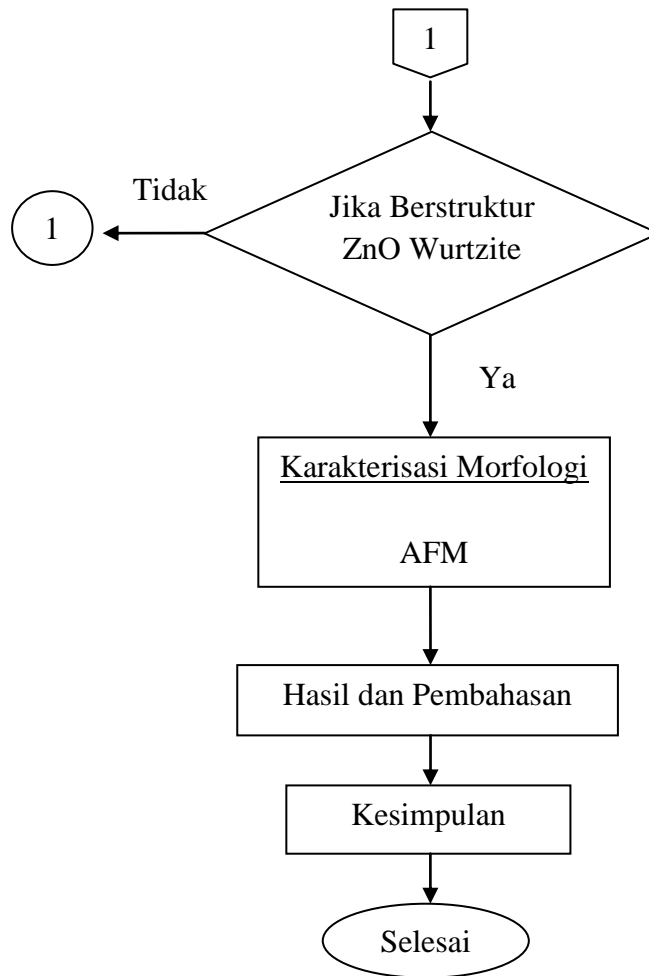 1
Tidak
1
Jika Berstruktur
ZnO Wurtzite
Ya
Karakterisasi Morfologi
AFM
Hasil dan Pembahasan
Kesimpulan
Selesai